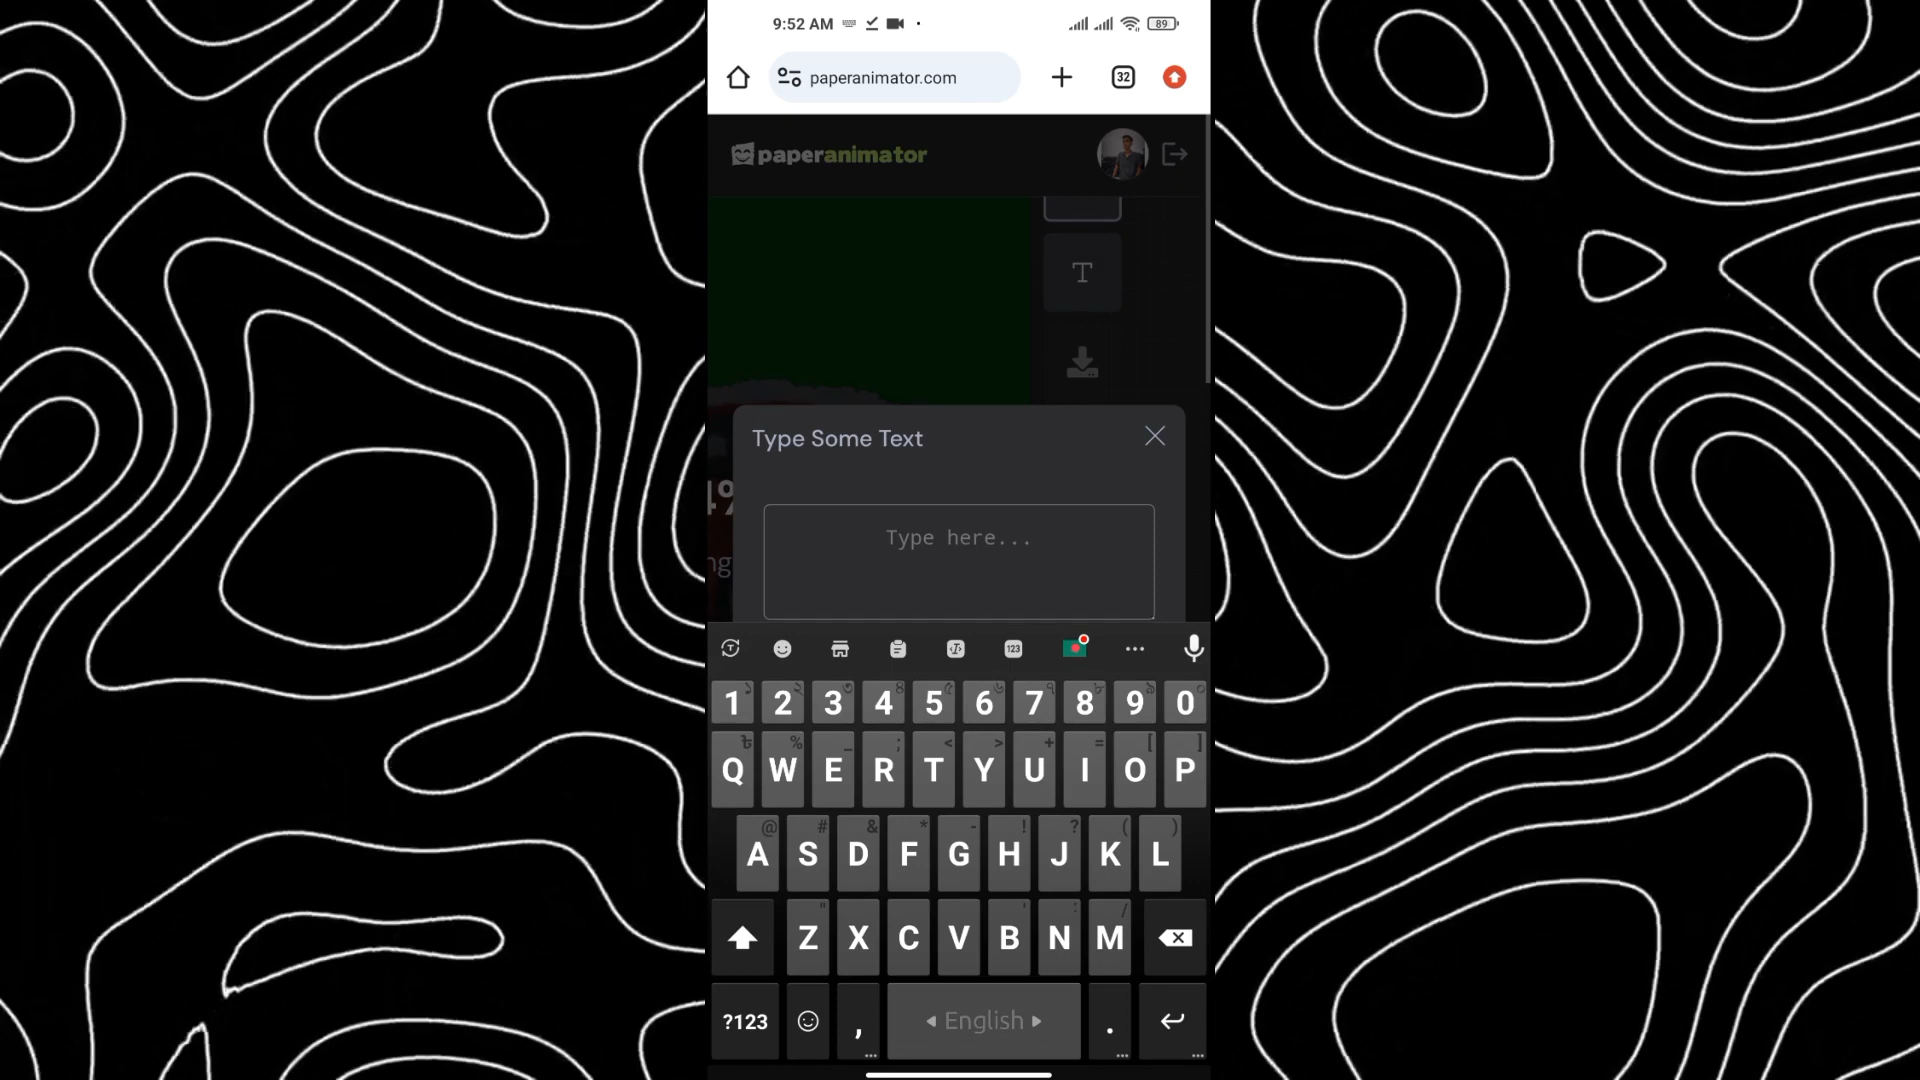 9:52 AM
89
paperanimator.com
32
paperanimator
T
Type Some Text
Type here...
123
1 2 3 4 5 6 7 8 9 0
% _ ; < > + = [ ]
Q W E R T Y U I O P
@ # & * - ! ? ( )
A S D F G H J K L
" ' : /
Z X C V B N M
?123 , English .